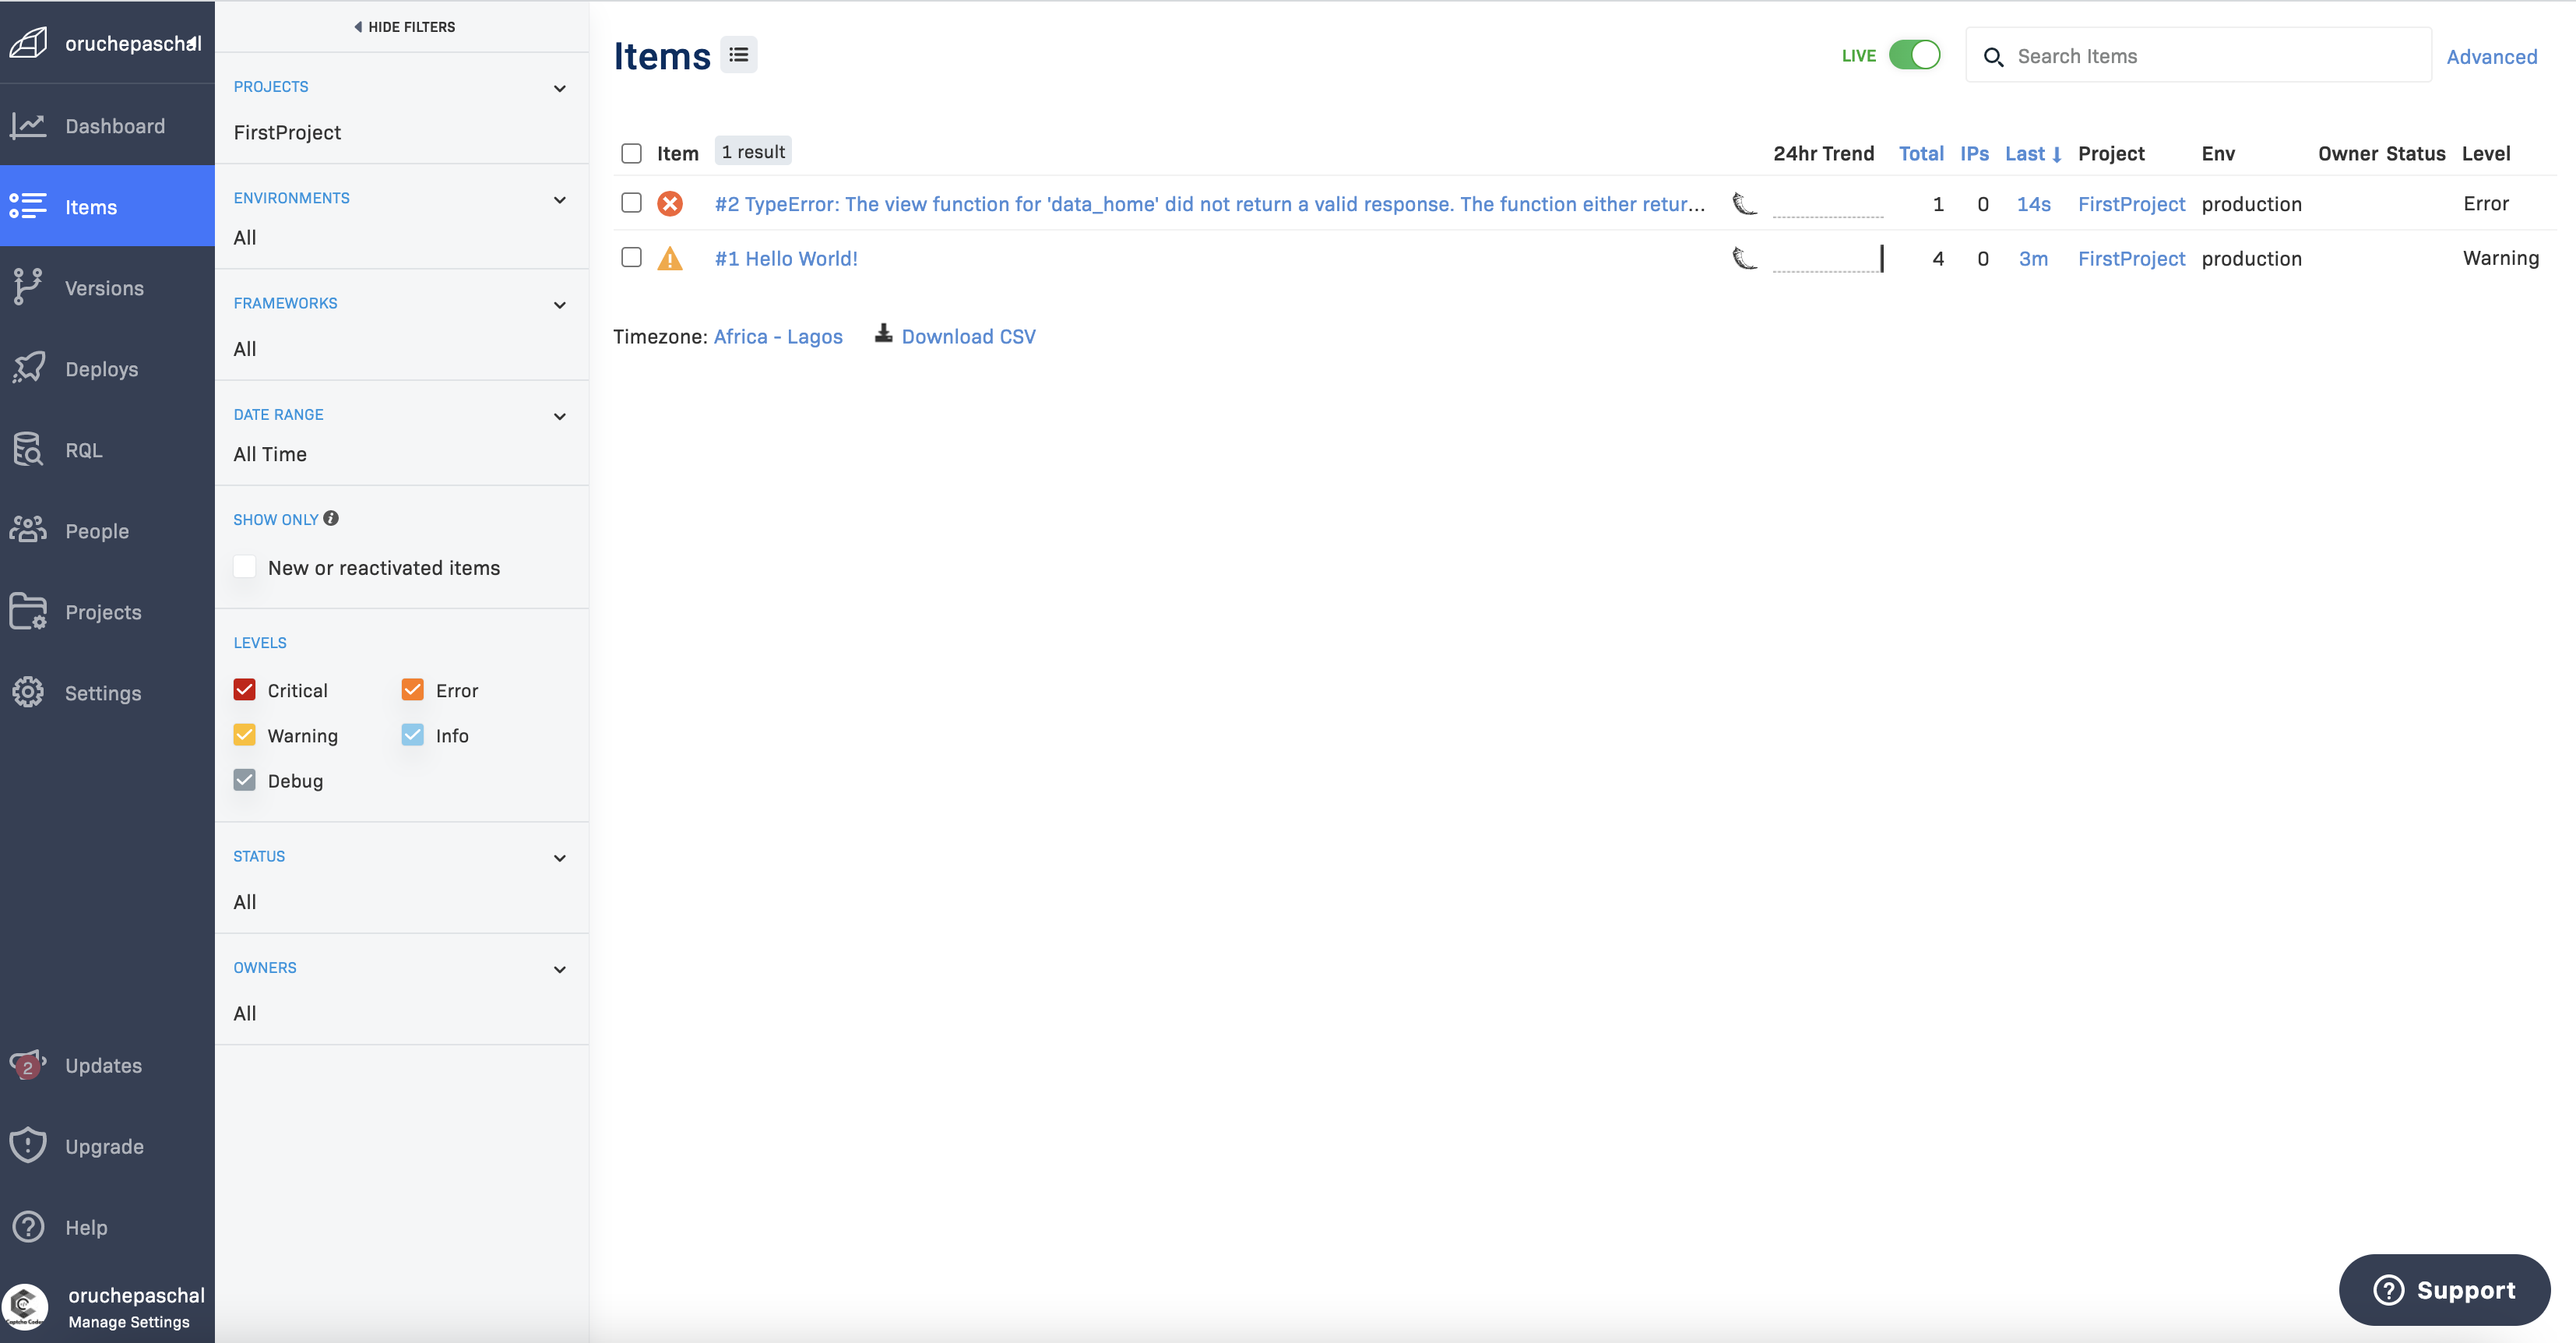 oruchepaschal
Dashboard
Items
Versions
Deploys
RQL
People
Projects
Settings
2
Updates
Upgrade
Help
oruchepaschal
Manage Settings
HIDE FILTERS
PROJECTS
FirstProject
ENVIRONMENTS
All
FRAMEWORKS
All
DATE RANGE
All Time
SHOW ONLY
New or reactivated items
LEVELS
Critical Error
Warning Info
Debug
STATUS
All
OWNERS
All
Items
LIVE
Search Items
Advanced
Item 1 result 24hr Trend Total IPs Last ↓ Project Env Owner Status Level
#2 TypeError: The view function for 'data_home' did not return a valid response. The function either retur... 1 0 14s FirstProject production Error
#1 Hello World! 4 0 3m FirstProject production Warning
Timezone: Africa - Lagos Download CSV
Support